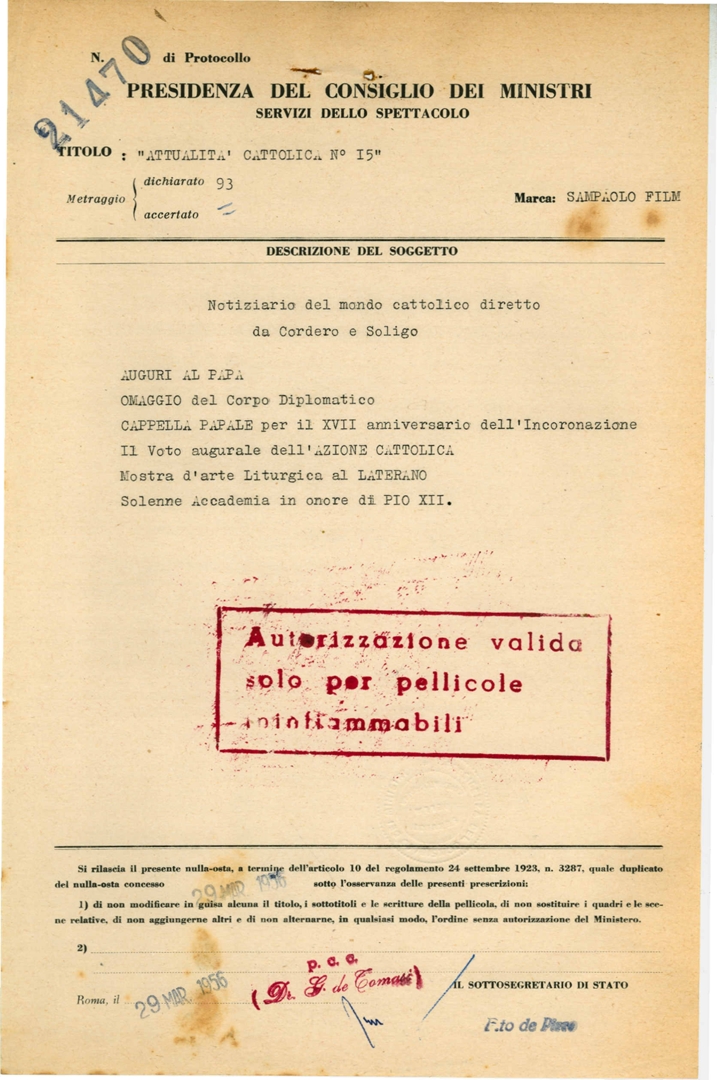 N. 21470 di Protocollo
PRESIDENZA DEL CONSIGLIO DEI MINISTRI
SERVIZI DELLO SPETTACOLO
TITOLO : "ATTUALITA' CATTOLICA N° I5"
Metraggio
dichiarato 93
accertato
Marca: SAMPAOLO FILM
DESCRIZIONE DEL SOGGETTO
Notiziario del mondo cattolico diretto
da Cordero e Soligo
AUGURI AL PAPA
OMAGGIO del Corpo Diplomatico
CAPPELLA PAPALE per il XVII anniversario dell'Incoronazione
Il Voto augurale dell'AZIONE CATTOLICA
Mostra d'arte Liturgica al LATERANO
Solenne Accademia in onore di PIO XII.
Autorizzazione valida
solo per pellicole
ininfiammabili
Si rilascia il presente nulla-osta, a termine dell'articolo 10 del regolamento 24 settembre 1923, n. 3287, quale duplicato
del nulla-osta concesso 29 MAR 1956 sotto l'osservanza delle presenti prescrizioni:
1) di non modificare in guisa alcuna il titolo, i sottotitoli e le scritture della pellicola, di non sostituire i quadri e le sce-
ne relative, di non aggiungerne altri e di non alternarne, in qualsiasi modo, l'ordine senza autorizzazione del Ministero.
2)
p. c. c.
(Dr. G. de Tomasi)
IL SOTTOSEGRETARIO DI STATO
Roma, il 29 MAR 1956
F.to de